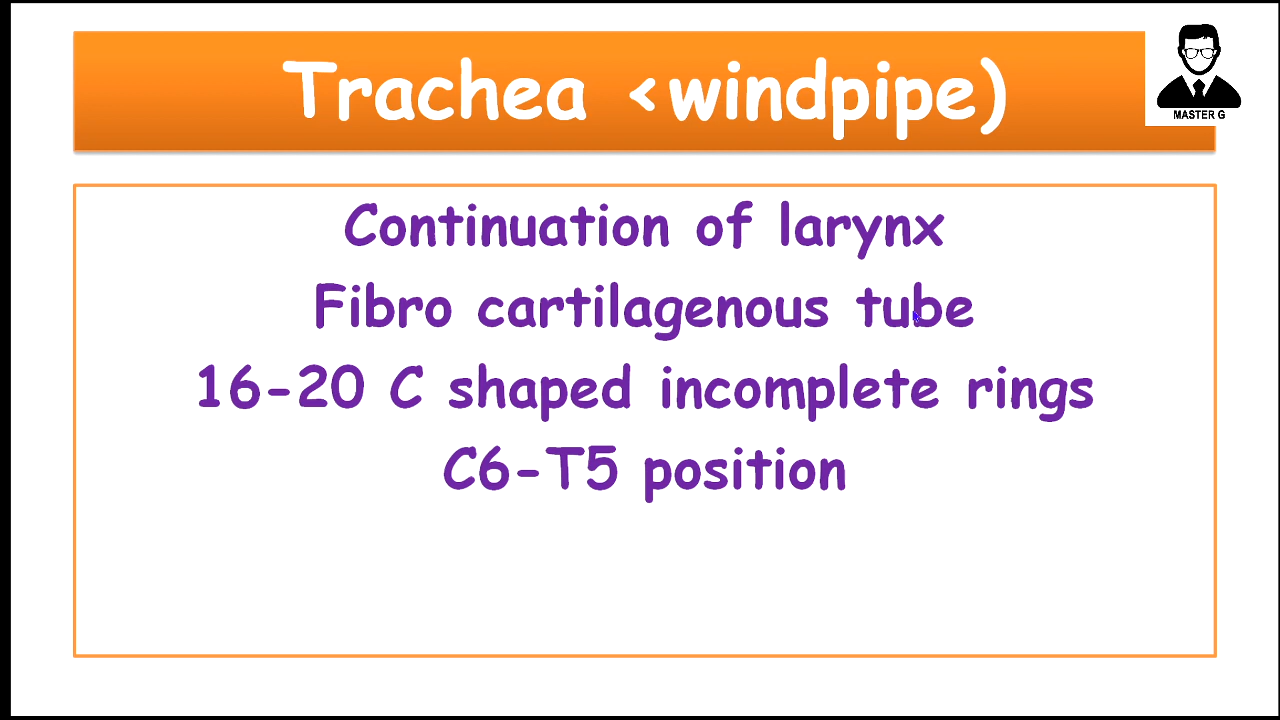 Trachea <windpipe)
MASTER G
Continuation of larynx
Fibro cartilagenous tube
16-20 C shaped incomplete rings
C6-T5 position